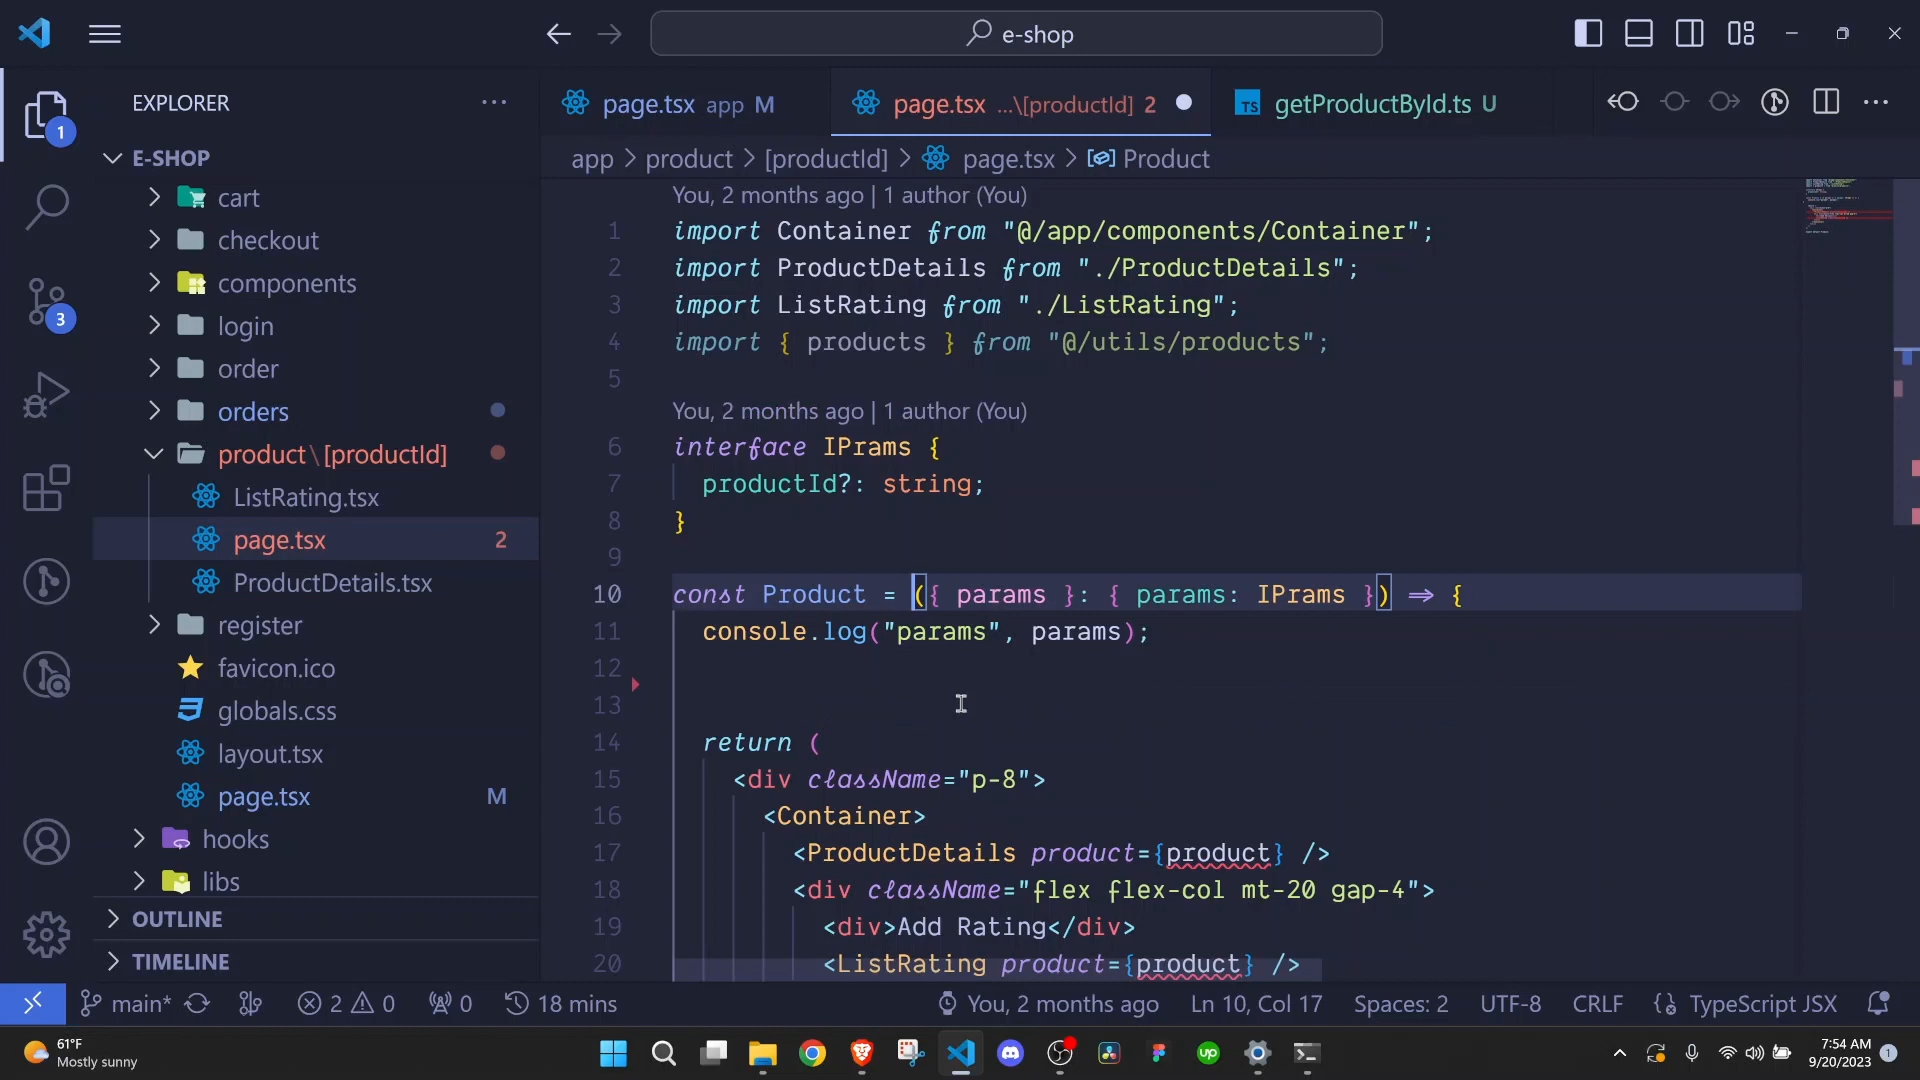 e-shop
EXPLORER
page.tsx app M
page.tsx ...\[productId] 2
TS getProductById.ts U
1
E-SHOP
app > product > [productId] > page.tsx > Product
cart
checkout
components
login
order
orders
product\[productId]
ListRating.tsx
page.tsx 2
ProductDetails.tsx
register
favicon.ico
globals.css
layout.tsx
page.tsx M
hooks
libs
OUTLINE
TIMELINE
3
You, 2 months ago | 1 author (You)
1 import Container from "@/app/components/Container";
2 import ProductDetails from "./ProductDetails";
3 import ListRating from "./ListRating";
4 import { products } from "@/utils/products";
5
You, 2 months ago | 1 author (You)
6 interface IPrams {
7 productId?: string;
8 }
9
10 const Product = ({ params }: { params: IPrams }) => {
11 console.log("params", params);
12
13
14 return (
15 <div className="p-8">
16 <Container>
17 <ProductDetails product={product} />
18 <div className="flex flex-col mt-20 gap-4">
19 <div>Add Rating</div>
20 <ListRating product={product} />
main* 2 0 0 18 mins You, 2 months ago Ln 10, Col 17 Spaces: 2 UTF-8 CRLF TypeScript JSX
61°F
Mostly sunny
up
7:54 AM
9/20/2023
1